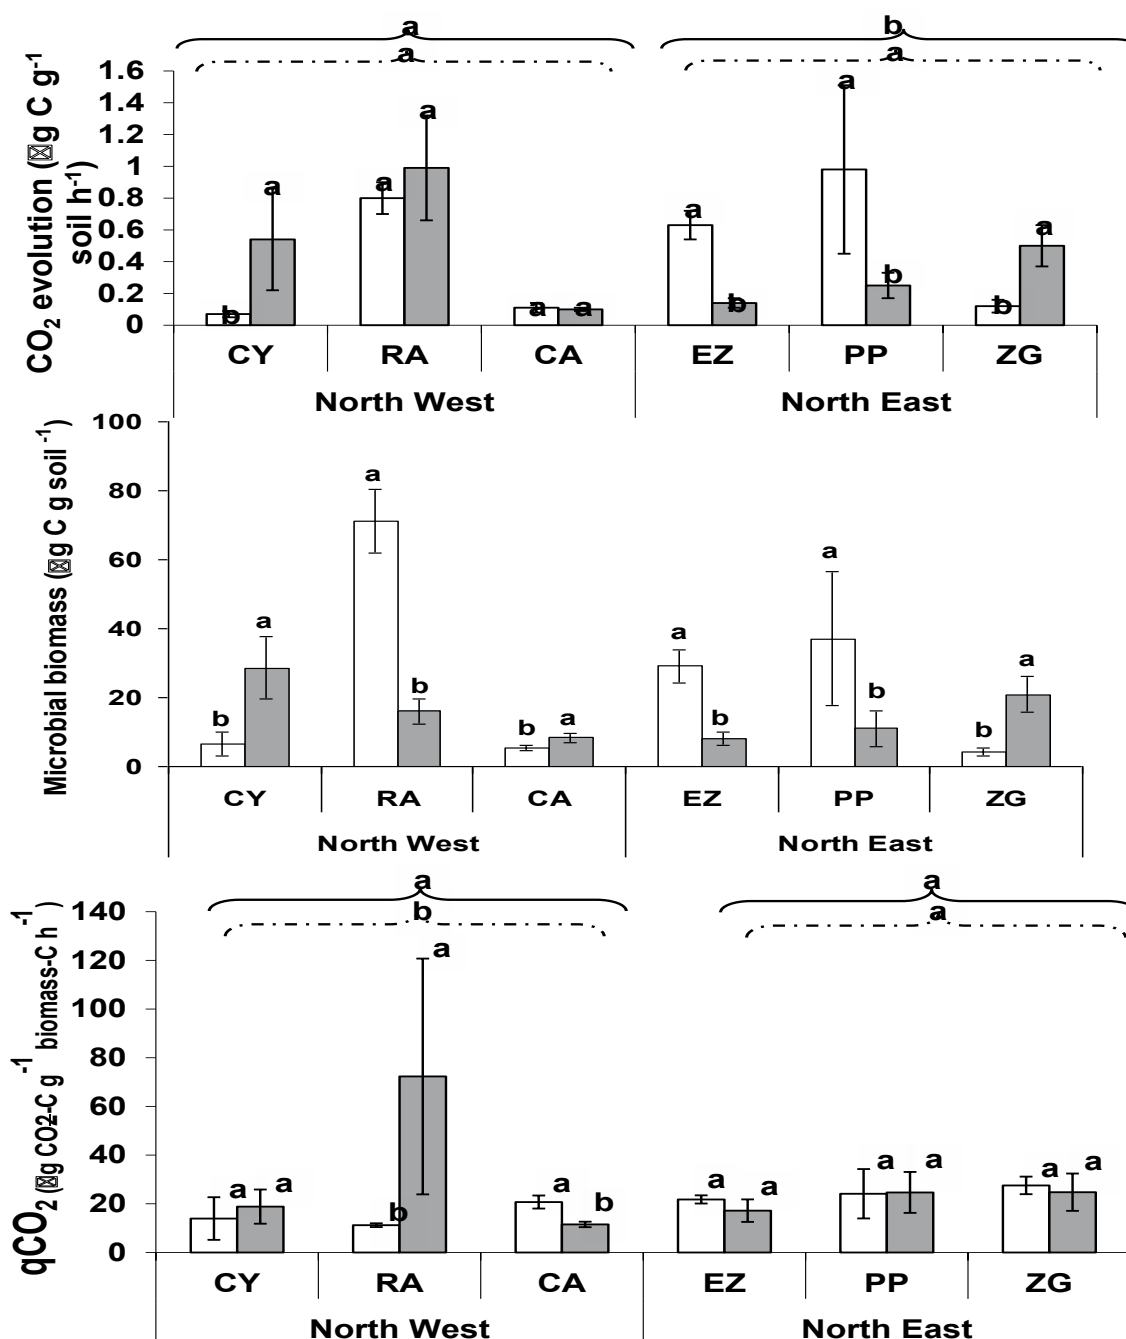 a b
a a
CO2 evolution (g C g-1
soil h-1)
1.6
1.4
1.2
1
0.8
0.6
0.4
0.2
0
b a a a a a a b a b b a
CY RA CA EZ PP ZG
North West North East
Microbial biomass (g C g soil -1)
100
80
60
40
20
0
b a a b b a a b a b b a
CY RA CA EZ PP ZG
North West North East
a a
b a
qCO2 (g CO2-C g-1 biomass-C h-1)
140
120
100
80
60
40
20
0
a a b a a b a a a a a a
CY RA CA EZ PP ZG
North West North East